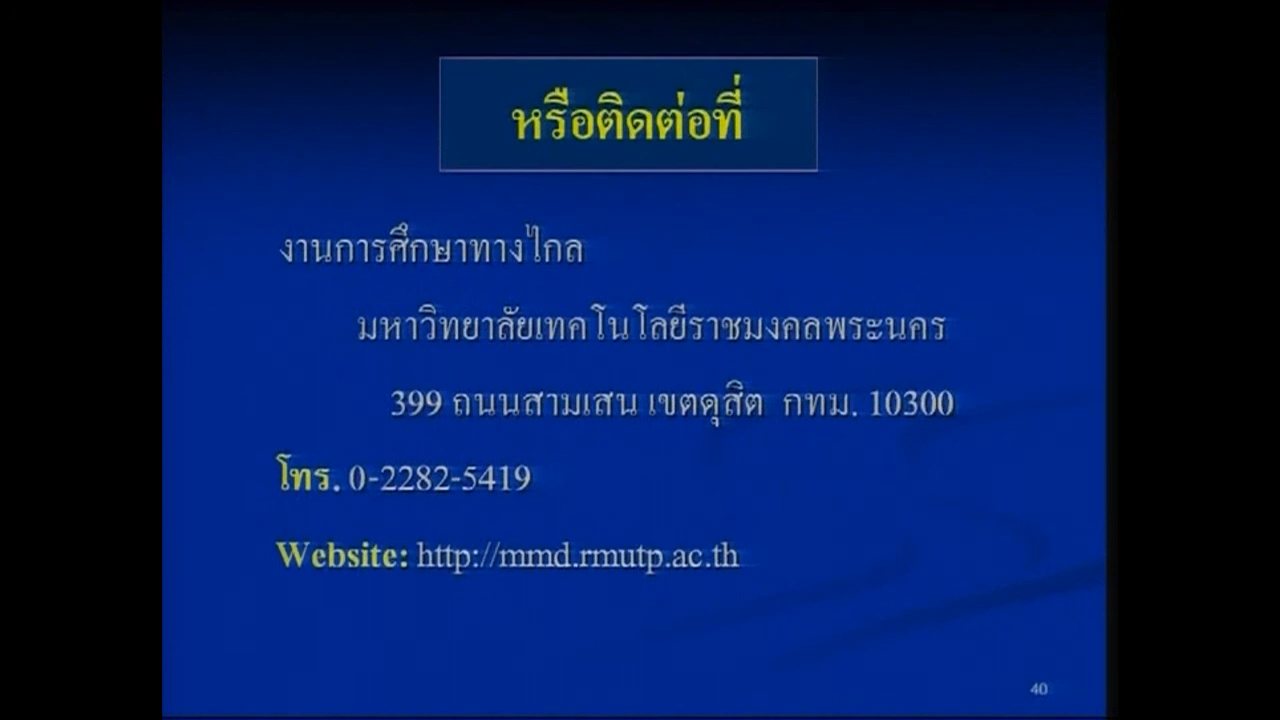 หรือติดต่อที่
งานการศึกษาทางไกล
มหาวิทยาลัยเทคโนโลยีราชมงคลพระนคร
399 ถนนสามเสน เขตดุสิต กทม. 10300
โทร. 0-2282-5419
Website: http://mmd.rmutp.ac.th
40